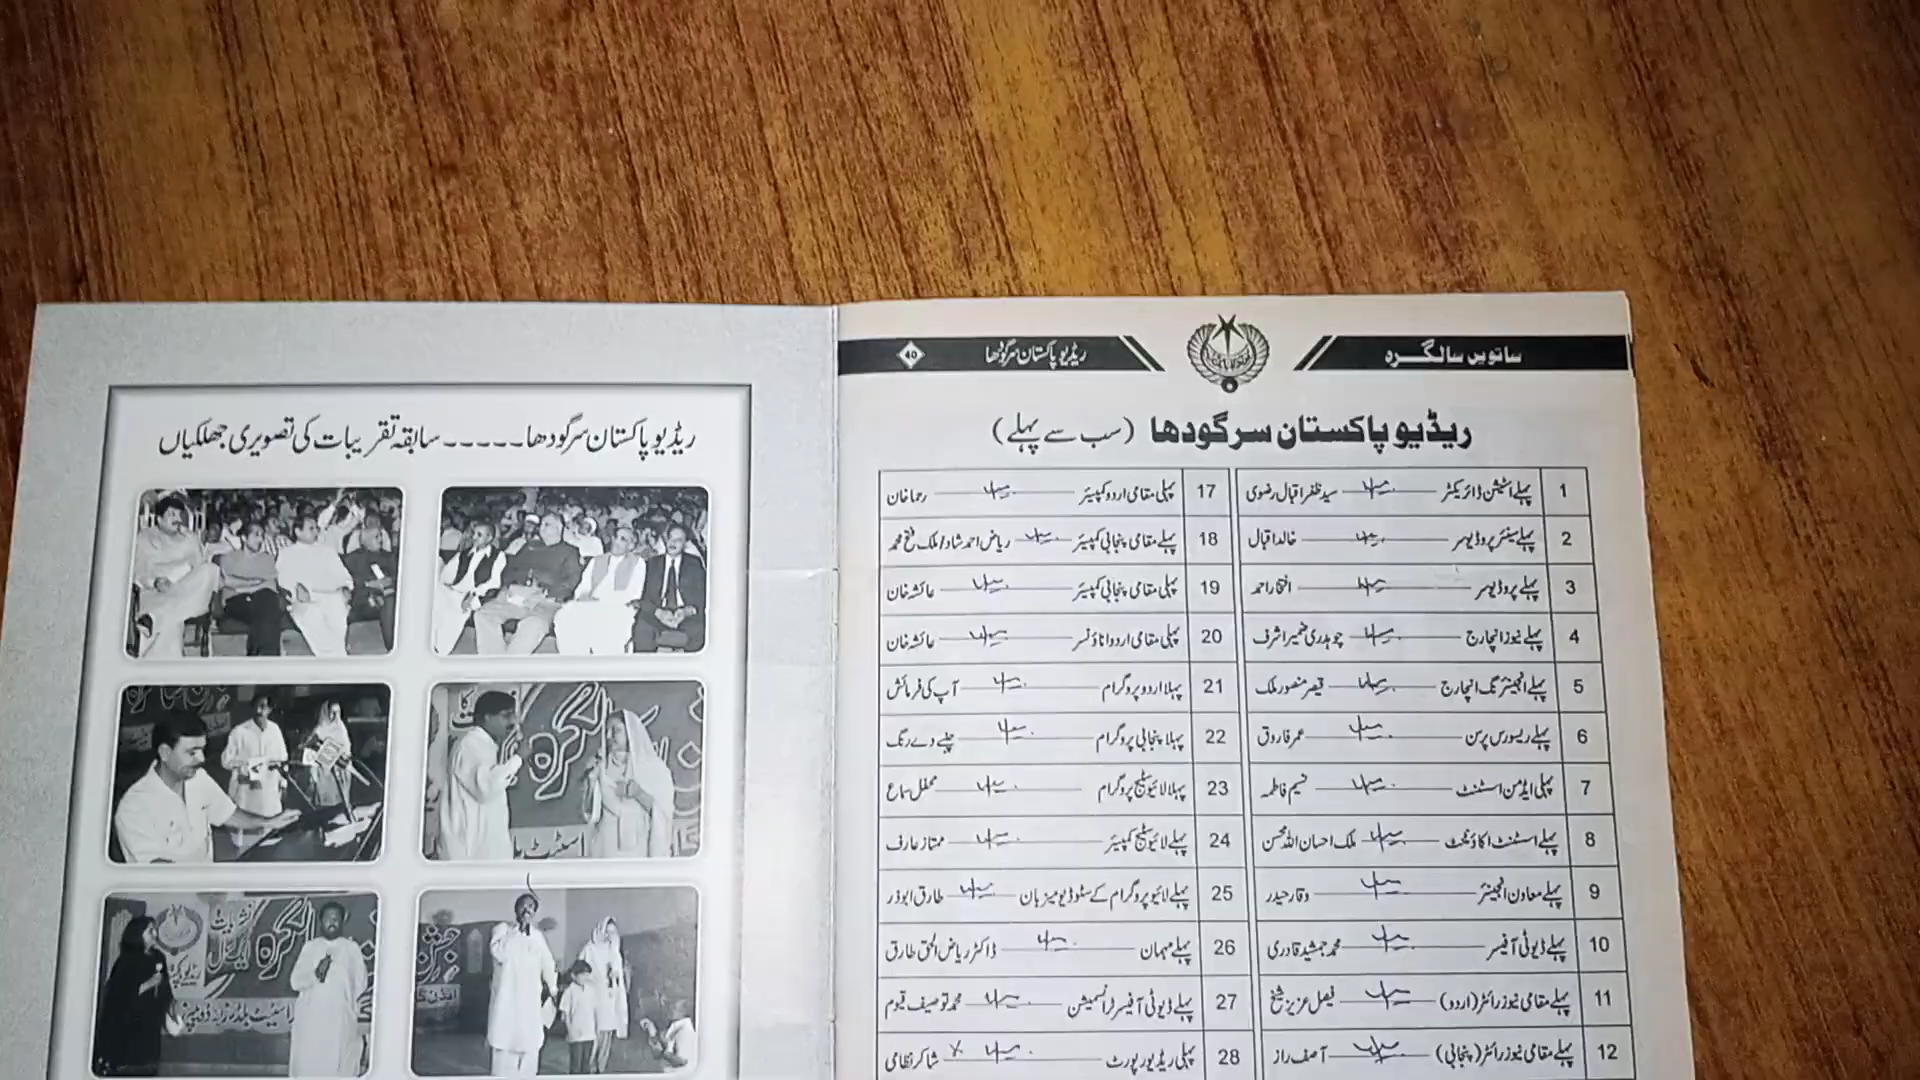 ساتویں سالگرہ
ریڈیو پاکستان سرگودھا
40
ریڈیو پاکستان سرگودھا (سب سے پہلے)
1 پہلے اسٹیشن ڈائریکٹر سید ظفر اقبال رضوی
2 پہلے سینئر پروڈیوسر خالد اقبال
3 پہلے پروڈیوسر افتخار احمد
4 پہلے نیوز انچارج چوہدری ضمیر اشرف
5 پہلے انجینئرنگ انچارج قیصر منصور ملک
6 پہلے ریسورس پرسن عمر فاروق
7 پہلی ایڈمن اسسٹنٹ نسیم فاطمہ
8 پہلے اسسٹنٹ اکاؤنٹنٹ ملک احسان اللہ محسن
9 پہلے معاون انجینئر وقار حیدر
10 پہلے ڈیوٹی آفیسر محمد جمشید قادری
11 پہلے مقامی نیوز رائٹر (اردو) فیصل عزیز شیخ
12 پہلے مقامی نیوز رائٹر (پنجابی) آصف راز
17 پہلی مقامی اردو کمپیئر رحما خان
18 پہلے مقامی پنجابی کمپیئر ریاض احمد شاد / ملک فتح محمد
19 پہلی مقامی پنجابی کمپیئر عائشہ خان
20 پہلی مقامی اردو اناؤنسر عائشہ خان
21 پہلا اردو پروگرام آپ کی فرمائش
22 پہلا پنجابی پروگرام چنبے دے رنگ
23 پہلا لائیو سٹیج پروگرام محفل سماع
24 پہلے لائیو سٹیج کمپیئر ممتاز عارف
25 پہلے لائیو پروگرام کے سٹوڈیو میزبان طارق ابوذر
26 پہلے مہمان ڈاکٹر ریاض الحق طارق
27 پہلے ڈیوٹی آفیسر ٹرانسمیشن محمد توصیف قیوم
28 پہلی ریڈیو رپورٹ شاکر نظامی
ریڈیو پاکستان سرگودھا۔۔۔۔۔ سابقہ تقریبات کی تصویری جھلکیاں